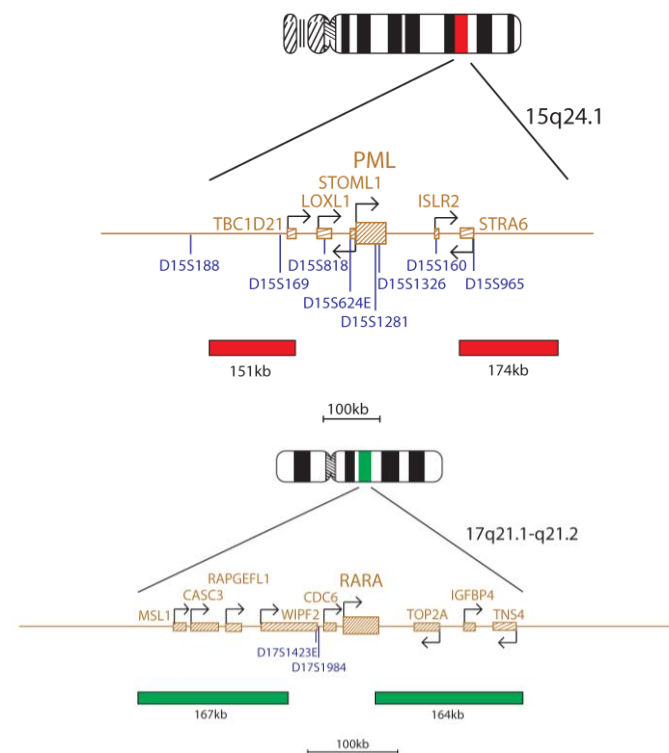 15q24.1
PML
STOML1
LOXL1
ISLR2
TBC1D21
STRA6
D15S188
D15S818
D15S160
D15S169
D15S1326
D15S965
D15S624E
D15S1281
151kb
174kb
100kb
17q21.1-q21.2
RAPGEFL1
RARA
CASC3
CDC6
IGFBP4
MSL1
WIPF2
TOP2A
TNS4
D17S1423E
D17S1984
167kb
164kb
100kb